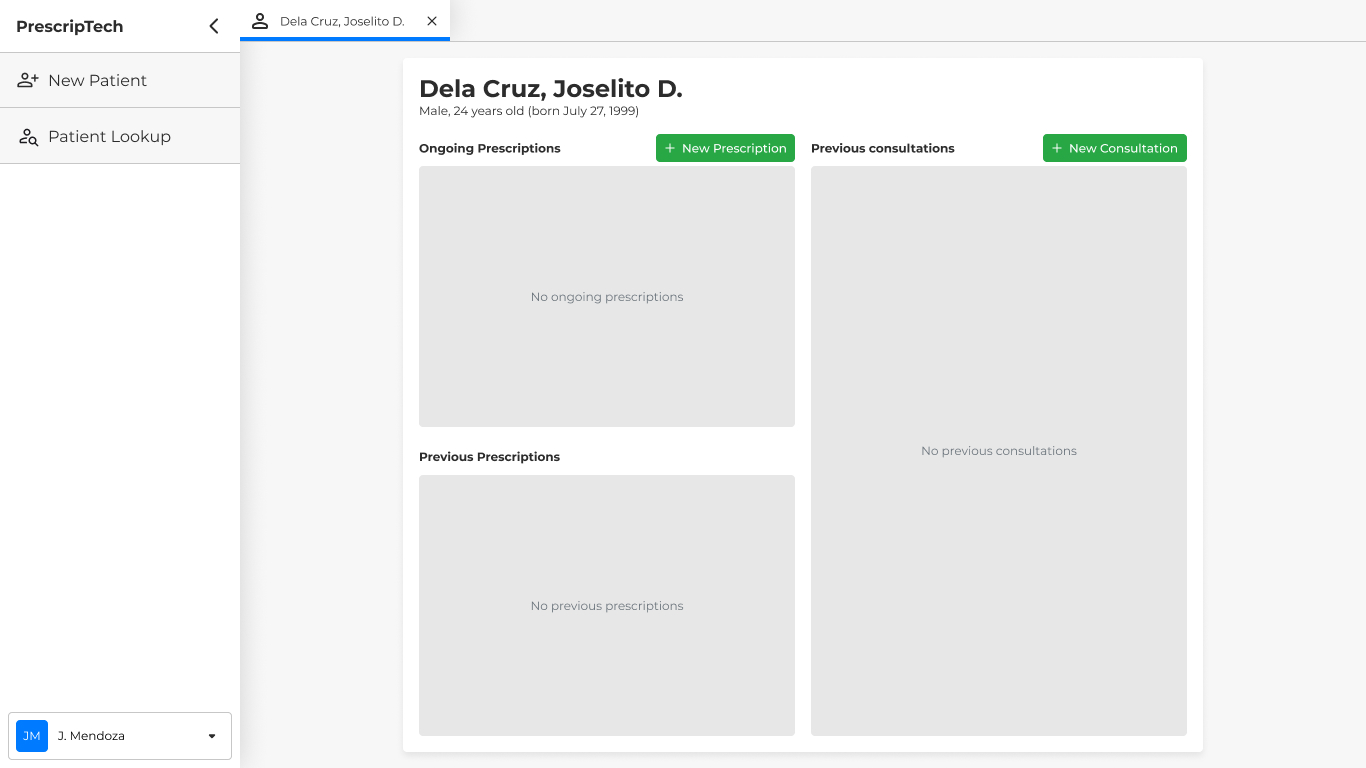 PrescripTech
New Patient
Patient Lookup
JM
J. Mendoza
Dela Cruz, Joselito D.
Dela Cruz, Joselito D.
Male, 24 years old (born July 27, 1999)
Ongoing Prescriptions
+ New Prescription
No ongoing prescriptions
Previous Prescriptions
No previous prescriptions
Previous consultations
+ New Consultation
No previous consultations